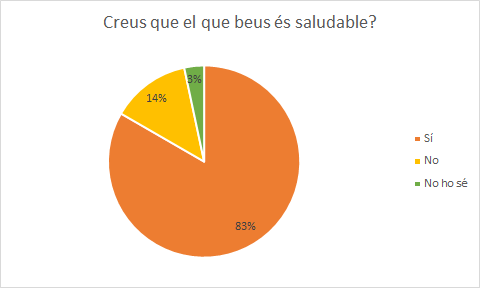 Creus que el que beus és saludable?
3%
14%
83%
Sí
No
No ho sé